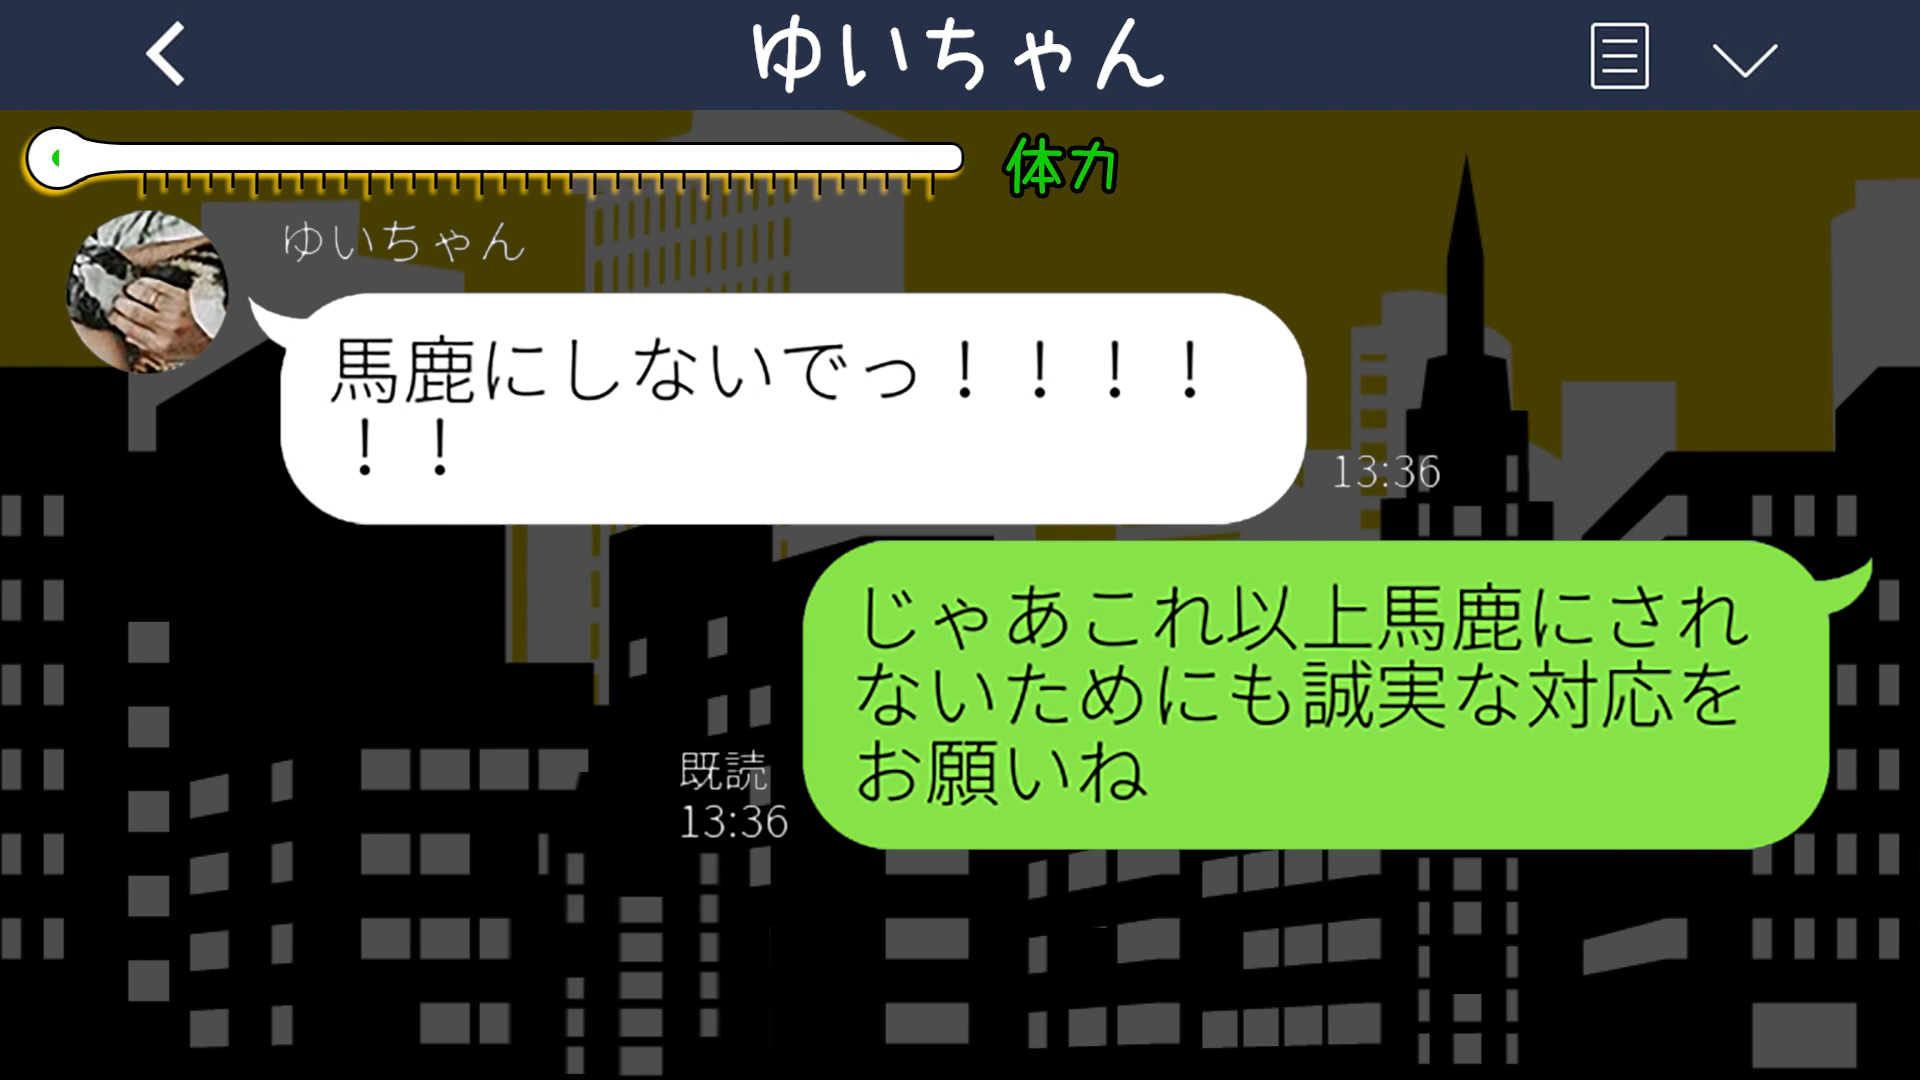 ゆいちゃん
体力
ゆいちゃん
馬鹿にしないでっ！！！！
！！
13:36
じゃあこれ以上馬鹿にされ
ないためにも誠実な対応を
お願いね
既読
13:36